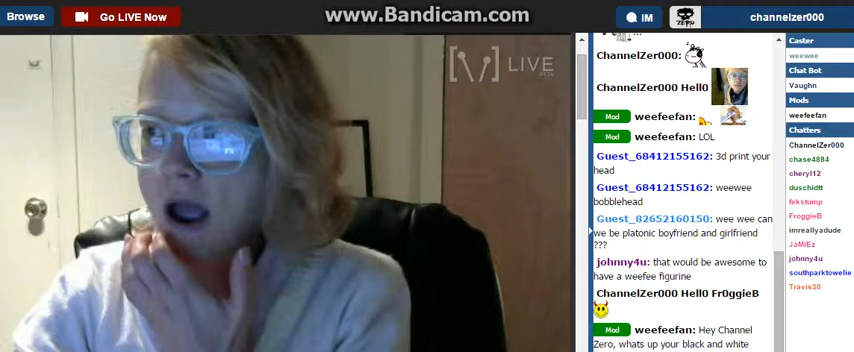 www.Bandicam.com
Browse
Go LIVE Now
IM
ZERO
channelzer000
LIVE
BETA
ChannelZer000:
ChannelZer000 Hell0
Mod weefeefan:
Mod weefeefan: LOL
Guest_68412155162: 3d print your
head
Guest_68412155162: weewee
bobblehead
Guest_82652160150: wee wee can
we be platonic boyfriend and girlfriend
???
johnny4u: that would be awesome to
have a weefee figurine
ChannelZer000 Hell0 Fr0ggieB
Mod weefeefan: Hey Channel
Zero, whats up your black and white
Caster
weewee
Chat Bot
Vaughn
Mods
weefeefan
Chatters
ChannelZer000
chase4884
cheryl12
duschidtt
fekstump
FroggieB
imreallyadude
JaMiEz
johnny4u
southparktowelie
Travis30